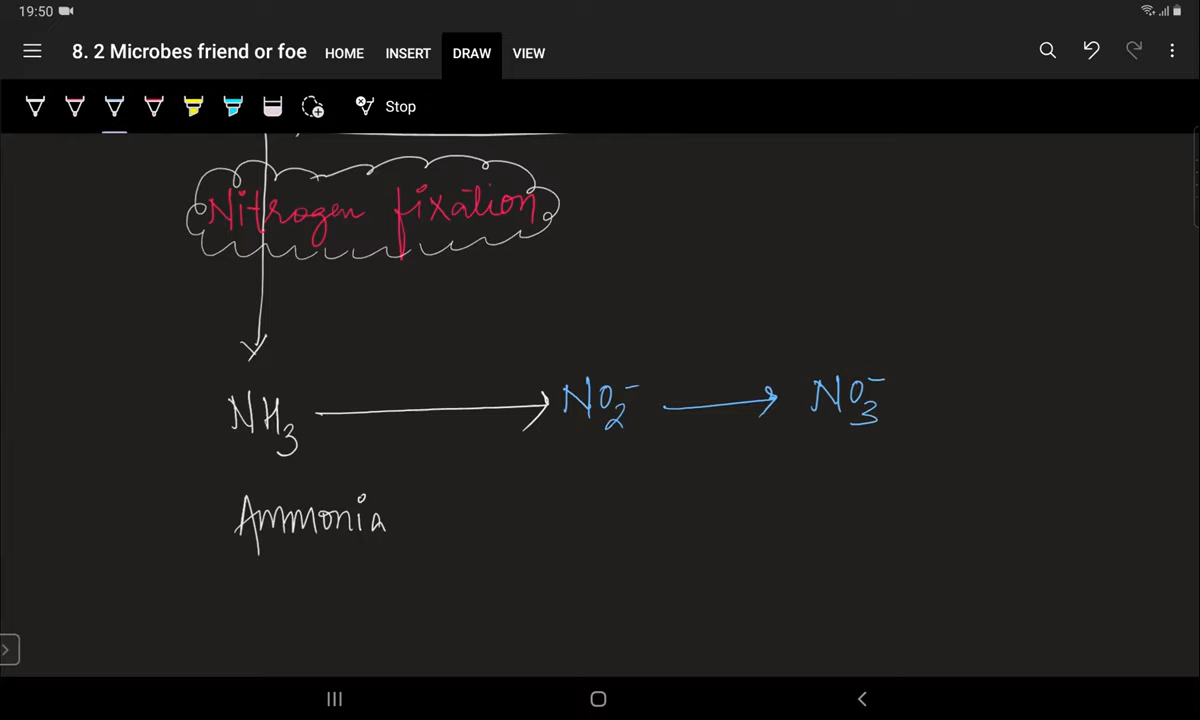 19:50
8. 2 Microbes friend or foe HOME INSERT DRAW VIEW
Stop
Nitrogen fixation
NH₃ → NO₂⁻ → NO₃⁻
Ammonia